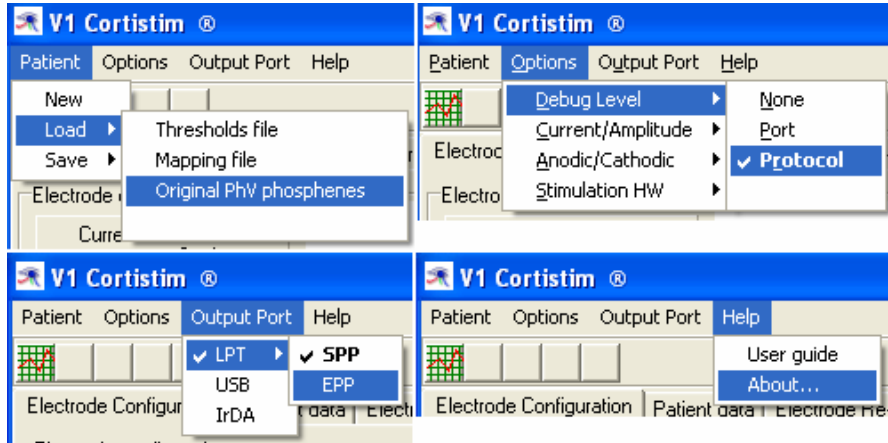 V1 Cortistim ®
Patient Options Output Port Help
New
Load
Save
Thresholds file
Mapping file
Original PhV phosphenes
Electrode
Curre
V1 Cortistim ®
Patient Options Output Port Help
Debug Level
Current/Amplitude
Anodic/Cathodic
Stimulation HW
None
Port
Protocol
Electroc
Electro
V1 Cortistim ®
Patient Options Output Port Help
LPT
USB
IrDA
SPP
EPP
Electrode Configur t data Electr
V1 Cortistim ®
Patient Options Output Port Help
User guide
About...
Electrode Configuration Patient data Electrode Re